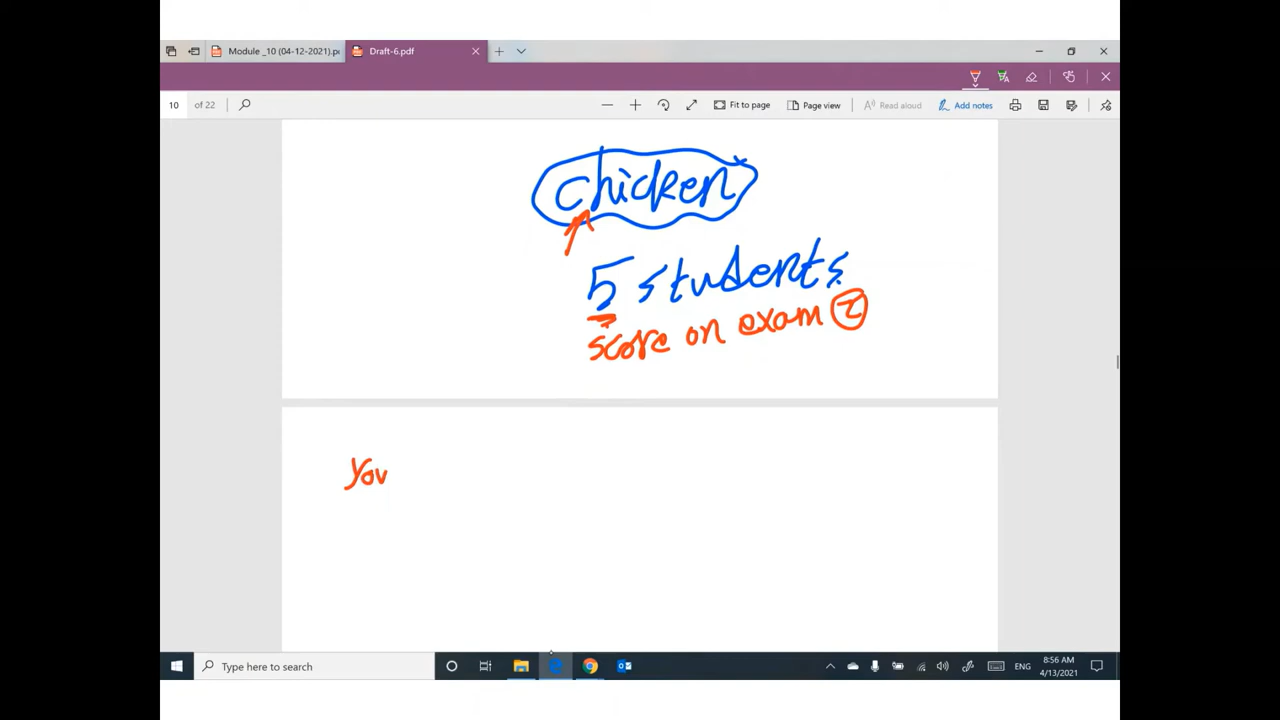 Module _10 (04-12-2021).p
Draft-6.pdf
10 of 22
Fit to page
Page view
Read aloud
Add notes
chicken
5 students
score on exam 2
you
Type here to search
ENG
8:56 AM
4/13/2021